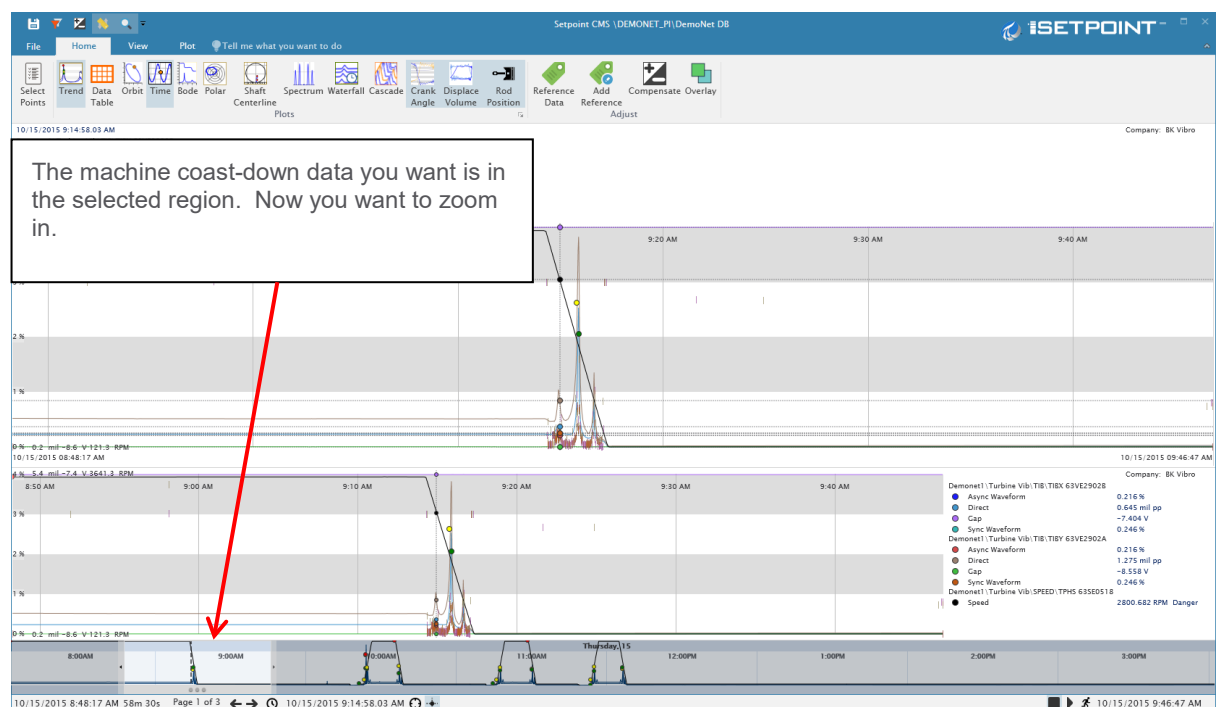 Setpoint CMS \DEMONET_PI\DemoNet DB
iSETPOINT
File Home View Plot Tell me what you want to do
Select Points
Trend
Data Table
Orbit
Time
Bode
Polar
Shaft Centerline
Spectrum
Waterfall
Cascade
Crank Angle
Displace Volume
Rod Position
Reference Data
Add Reference
Compensate
Overlay
Plots
Adjust
10/15/2015 9:14:58.03 AM
Company: BK Vibro
The machine coast-down data you want is in
the selected region. Now you want to zoom
in.
9:20 AM 9:30 AM 9:40 AM
2 %
1 %
0 % 0.2 mil -8.6 V 121.3 RPM
10/15/2015 08:48:17 AM 10/15/2015 09:46:47 AM
4 % 5.4 mil -7.4 V 3641.3 RPM
Company: BK Vibro
8:50 AM 9:00 AM 9:10 AM 9:20 AM 9:30 AM 9:40 AM
3 %
2 %
1 %
0 % 0.2 mil -8.6 V 121.3 RPM
Demonet1\Turbine Vib\TIB\TIBX 63VE2902B
Async Waveform 0.216 %
Direct 0.645 mil pp
Gap -7.404 V
Sync Waveform 0.246 %
Demonet1\Turbine Vib\TIB\TIBY 63VE2902A
Async Waveform 0.216 %
Direct 1.275 mil pp
Gap -8.558 V
Sync Waveform 0.246 %
Demonet1\Turbine Vib\SPEED\TPHS 63SE0518
Speed 2800.682 RPM Danger
Thursday, 15
8:00AM 9:00AM 10:00AM 11:00AM 12:00PM 1:00PM 2:00PM 3:00PM
10/15/2015 8:48:17 AM 58m 30s Page 1 of 3 10/15/2015 9:14:58.03 AM 10/15/2015 9:46:47 AM